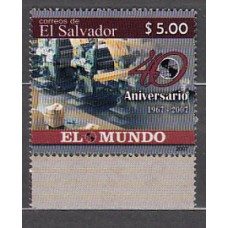 correos de
El Salvador
$ 5.00
40
Aniversario
1967 - 2007
EL MUNDO